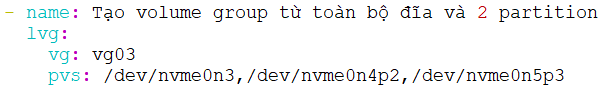 - name: Tạo volume group từ toàn bộ đĩa và 2 partition
  lvg:
    vg: vg03
    pvs: /dev/nvme0n3,/dev/nvme0n4p2,/dev/nvme0n5p3